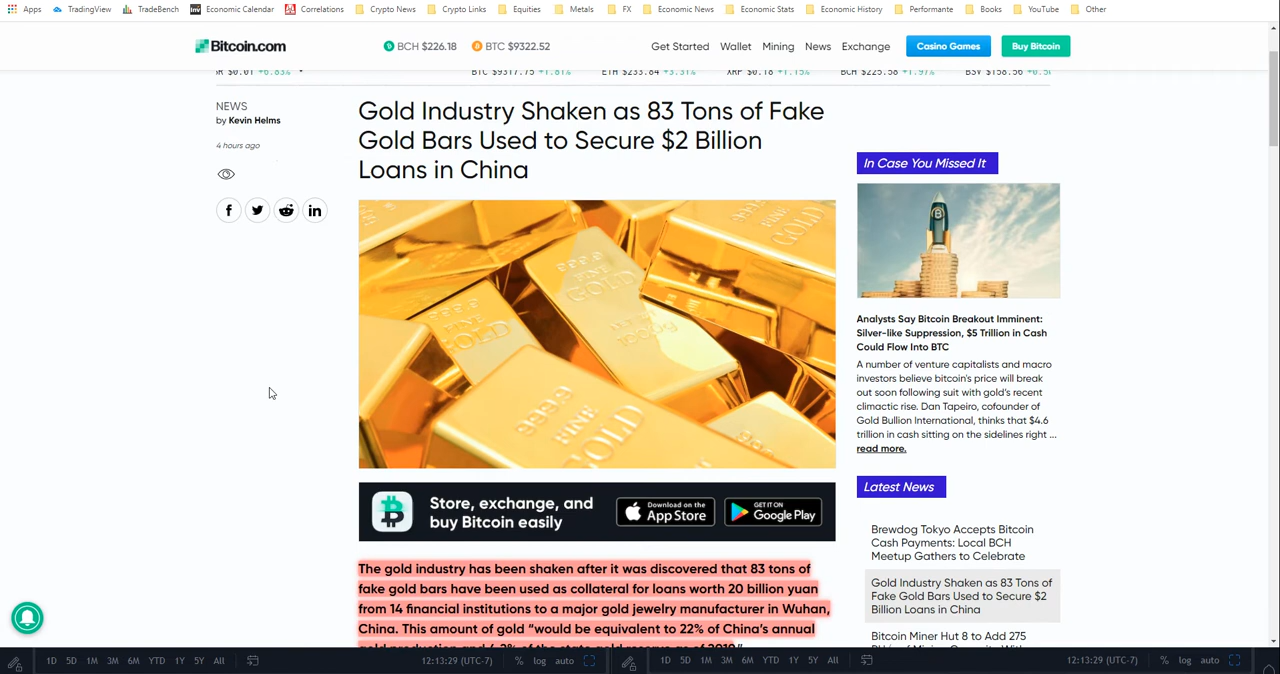 Apps TradingView TradeBench Economic Calendar Correlations Crypto News Crypto Links Equities Metals FX Economic News Economic Stats Economic History Performante Books YouTube Other
Bitcoin.com BCH $226.18 BTC $9322.52 Get Started Wallet Mining News Exchange Casino Games Buy Bitcoin
NEWS
by Kevin Helms
4 hours ago
Gold Industry Shaken as 83 Tons of Fake
Gold Bars Used to Secure $2 Billion
Loans in China
FINE
GOLD
FINE
GOLD
9999
FINE
GOLD
Store, exchange, and
buy Bitcoin easily
Download on the
App Store
GET IT ON
Google Play
The gold industry has been shaken after it was discovered that 83 tons of
fake gold bars have been used as collateral for loans worth 20 billion yuan
from 14 financial institutions to a major gold jewelry manufacturer in Wuhan,
China. This amount of gold "would be equivalent to 22% of China's annual
In Case You Missed It
Analysts Say Bitcoin Breakout Imminent:
Silver-like Suppression, $5 Trillion in Cash
Could Flow Into BTC
A number of venture capitalists and macro
investors believe bitcoin's price will break
out soon following suit with gold's recent
climactic rise. Dan Tapeiro, cofounder of
Gold Bullion International, thinks that $4.6
trillion in cash sitting on the sidelines right ...
read more.
Latest News
Brewdog Tokyo Accepts Bitcoin
Cash Payments: Local BCH
Meetup Gathers to Celebrate
Gold Industry Shaken as 83 Tons of
Fake Gold Bars Used to Secure $2
Billion Loans in China
Bitcoin Miner Hut 8 to Add 275
1D 5D 1M 3M 6M YTD 1Y 5Y All 12:13:29 (UTC-7) % log auto 1D 5D 1M 3M 6M YTD 1Y 5Y All 12:13:29 (UTC-7) % log auto